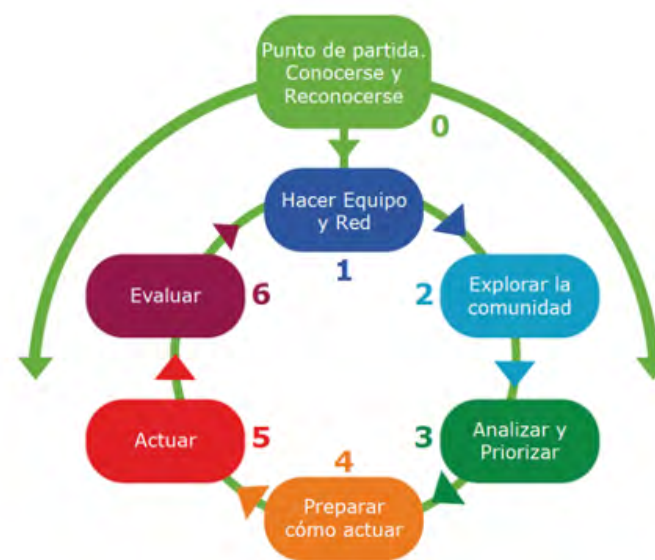 Punto de partida.
Conocerse y
Reconocerse
0
Hacer Equipo
y Red
1
2
Explorar la
comunidad
3
Analizar y
Priorizar
4
Preparar
cómo actuar
5
Actuar
6
Evaluar